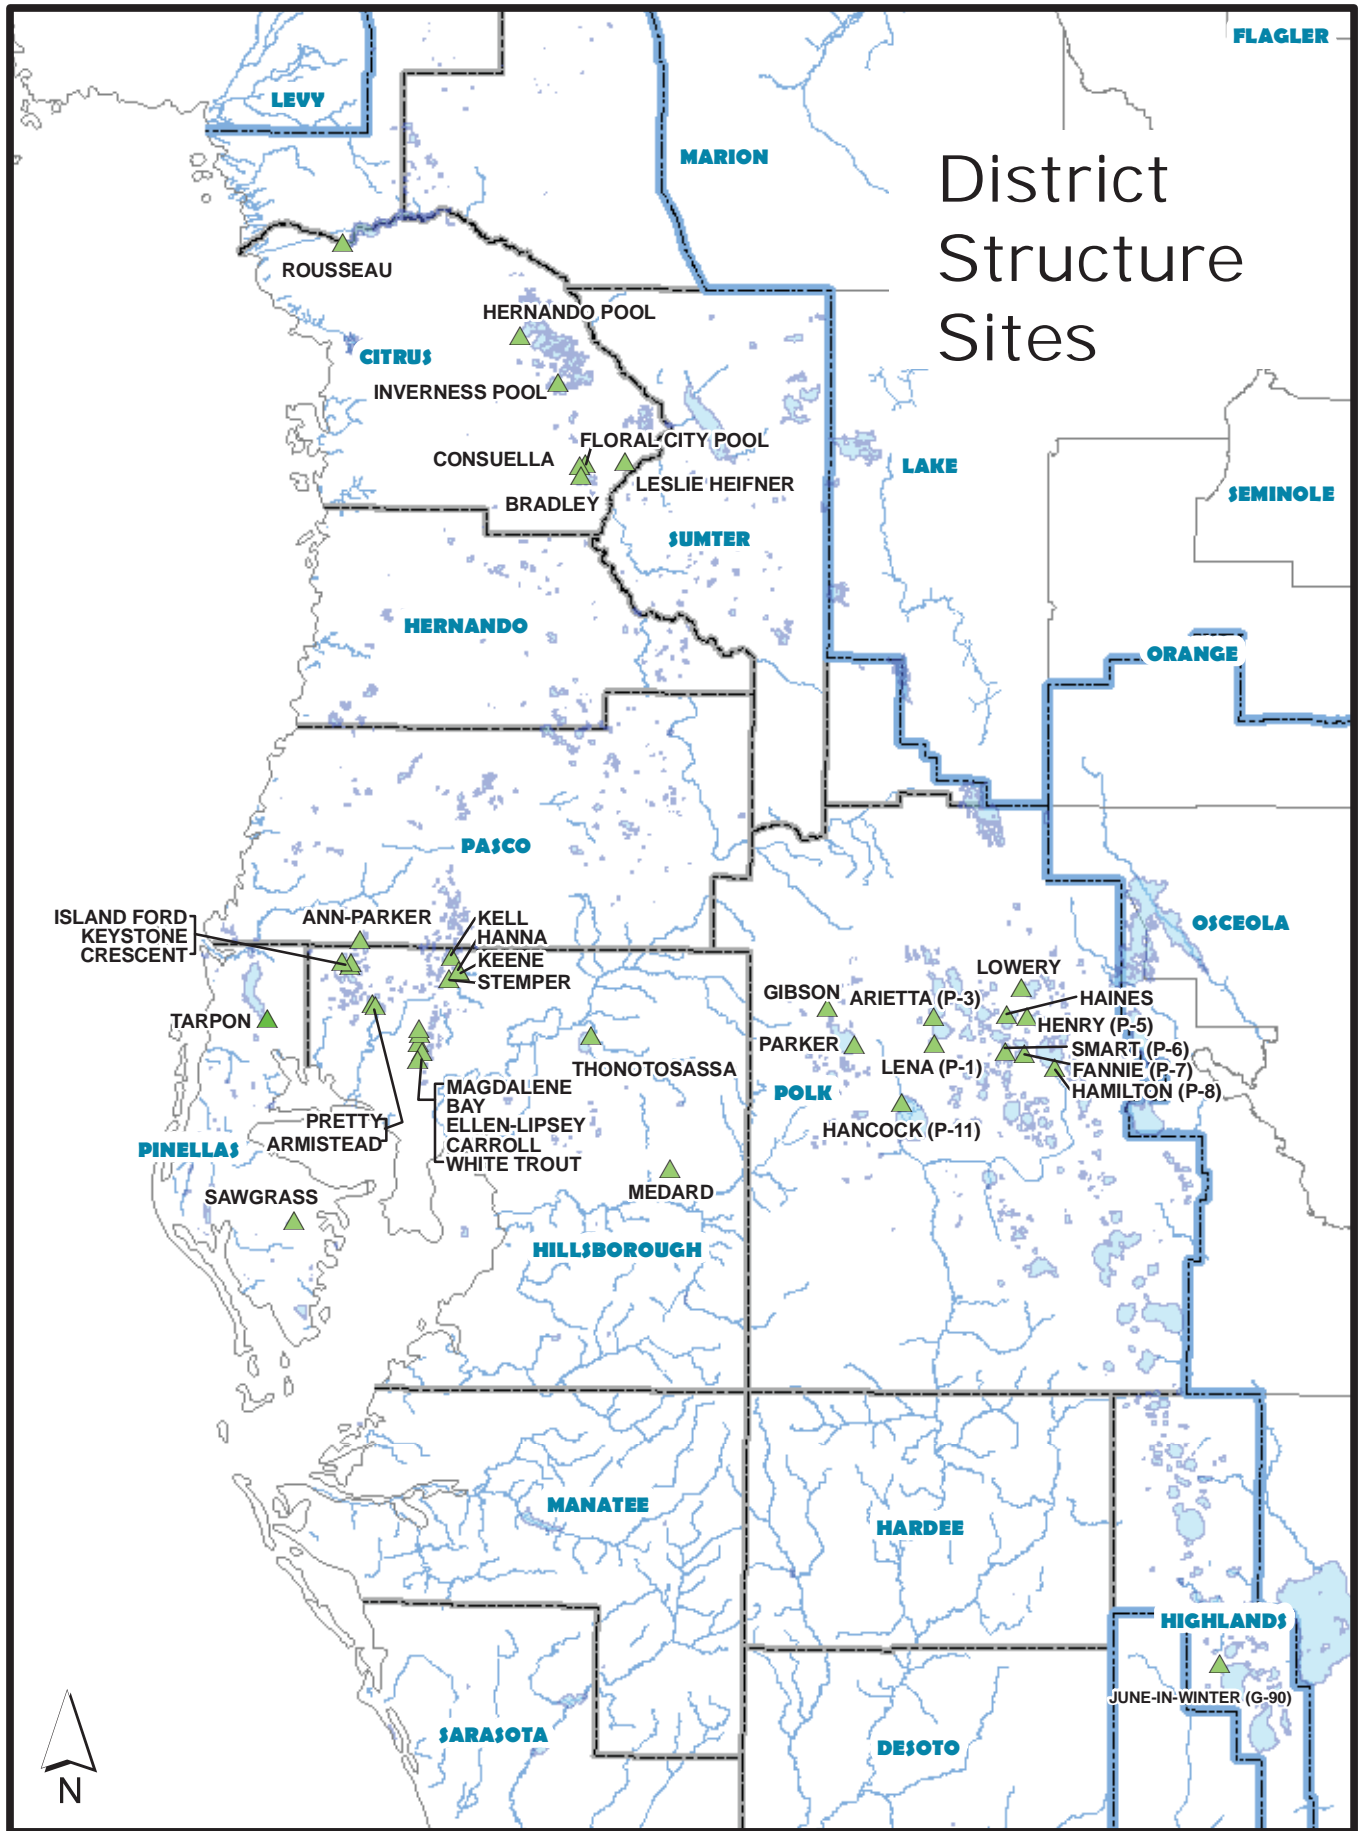 FLAGLER
LEVY
MARION
District
Structure
Sites
ROUSSEAU
HERNANDO POOL
CITRUS
INVERNESS POOL
FLORAL CITY POOL
CONSUELLA
LAKE
LESLIE HEIFNER
SEMINOLE
BRADLEY
SUMTER
HERNANDO
ORANGE
PASCO
ISLAND FORD
KEYSTONE
CRESCENT
ANN-PARKER
KELL
HANNA
KEENE
STEMPER
OSCEOLA
LOWERY
GIBSON
ARIETTA (P-3)
HAINES
TARPON
HENRY (P-5)
PARKER
SMART (P-6)
THONOTOSASSA
LENA (P-1)
FANNIE (P-7)
POLK
HAMILTON (P-8)
MAGDALENE
BAY
ELLEN-LIPSEY
CARROLL
WHITE TROUT
PRETTY
ARMISTEAD
HANCOCK (P-11)
PINELLAS
MEDARD
SAWGRASS
HILLSBOROUGH
MANATEE
HARDEE
HIGHLANDS
JUNE-IN-WINTER (G-90)
SARASOTA
DESOTO
N